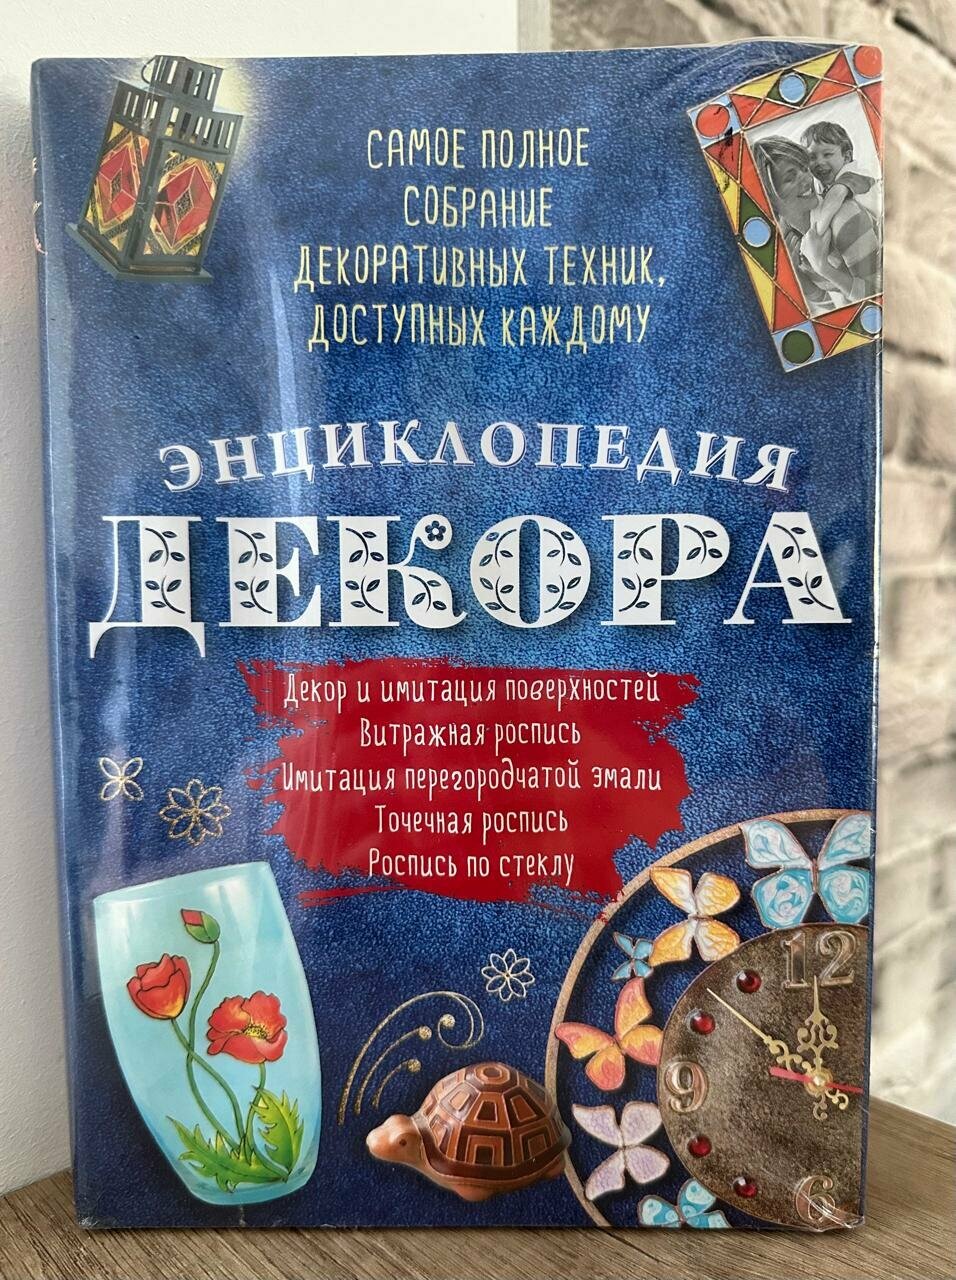 САМОЕ ПОЛНОЕ
СОБРАНИЕ
ДЕКОРАТИВНЫХ ТЕХНИК,
ДОСТУПНЫХ КАЖДОМУ
ЭНЦИКЛОПЕДИЯ
ДЕКОРА
Декор и имитация поверхностей
Витражная роспись
Имитация перегородчатой эмали
Точечная роспись
Роспись по стеклу
12
9
6